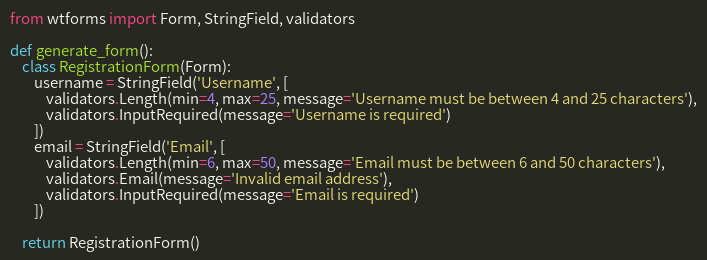 from wtforms import Form, StringField, validators

def generate_form():
    class RegistrationForm(Form):
        username = StringField('Username', [
            validators.Length(min=4, max=25, message='Username must be between 4 and 25 characters'),
            validators.InputRequired(message='Username is required')
        ])
        email = StringField('Email', [
            validators.Length(min=6, max=50, message='Email must be between 6 and 50 characters'),
            validators.Email(message='Invalid email address'),
            validators.InputRequired(message='Email is required')
        ])

    return RegistrationForm()